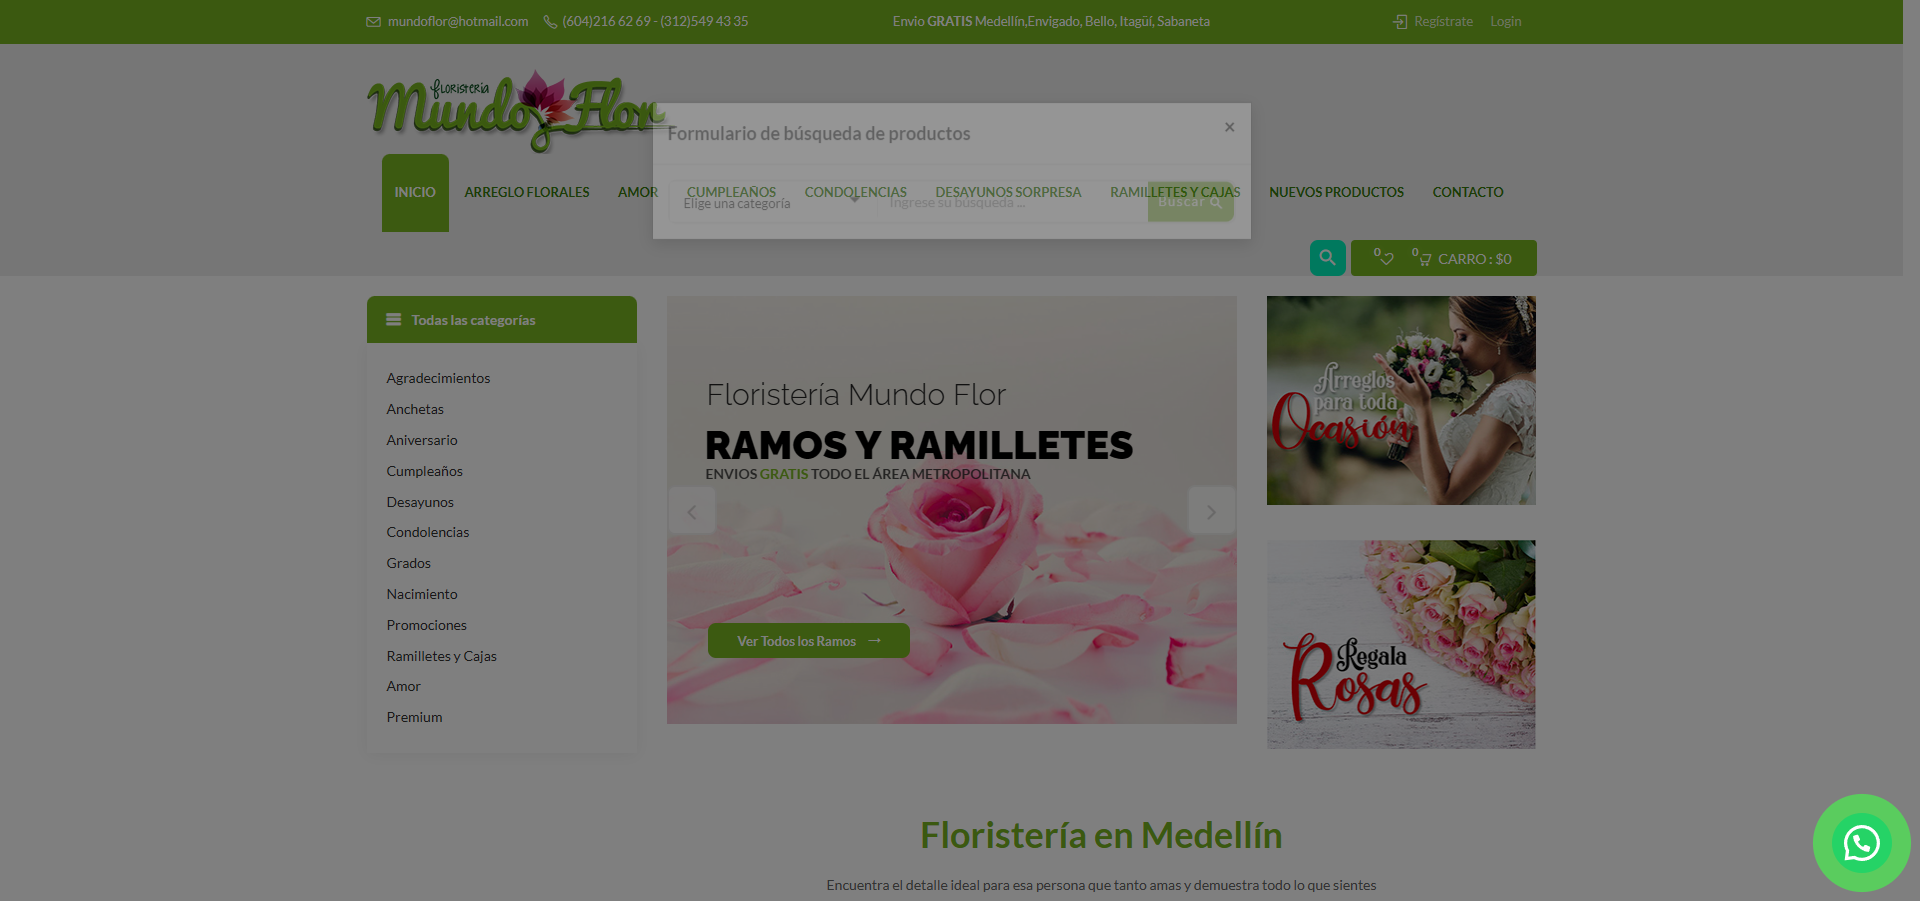 mundoflor@hotmail.com
(604)216 62 69 - (312)549 43 35
Envio GRATIS Medellín,Envigado, Bello, Itagüí, Sabaneta
Regístrate
Login
Floristería
Mundo Flor
Formulario de búsqueda de productos
×
INICIO
ARREGLO FLORALES
AMOR
CUMPLEAÑOS
CONDOLENCIAS
DESAYUNOS SORPRESA
RAMILLETES Y CAJAS
NUEVOS PRODUCTOS
CONTACTO
Elige una categoría
Ingrese su búsqueda ...
Buscar
0
0
CARRO : $0
Todas las categorías
Agradecimientos
Anchetas
Aniversario
Cumpleaños
Desayunos
Condolencias
Grados
Nacimiento
Promociones
Ramilletes y Cajas
Amor
Premium
Floristería Mundo Flor
RAMOS Y RAMILLETES
ENVIOS GRATIS TODO EL ÁREA METROPOLITANA
Ver Todos los Ramos →
Arreglos
para toda
Ocasión
Regala
Rosas
Floristería en Medellín
Encuentra el detalle ideal para esa persona que tanto amas y demuestra todo lo que sientes